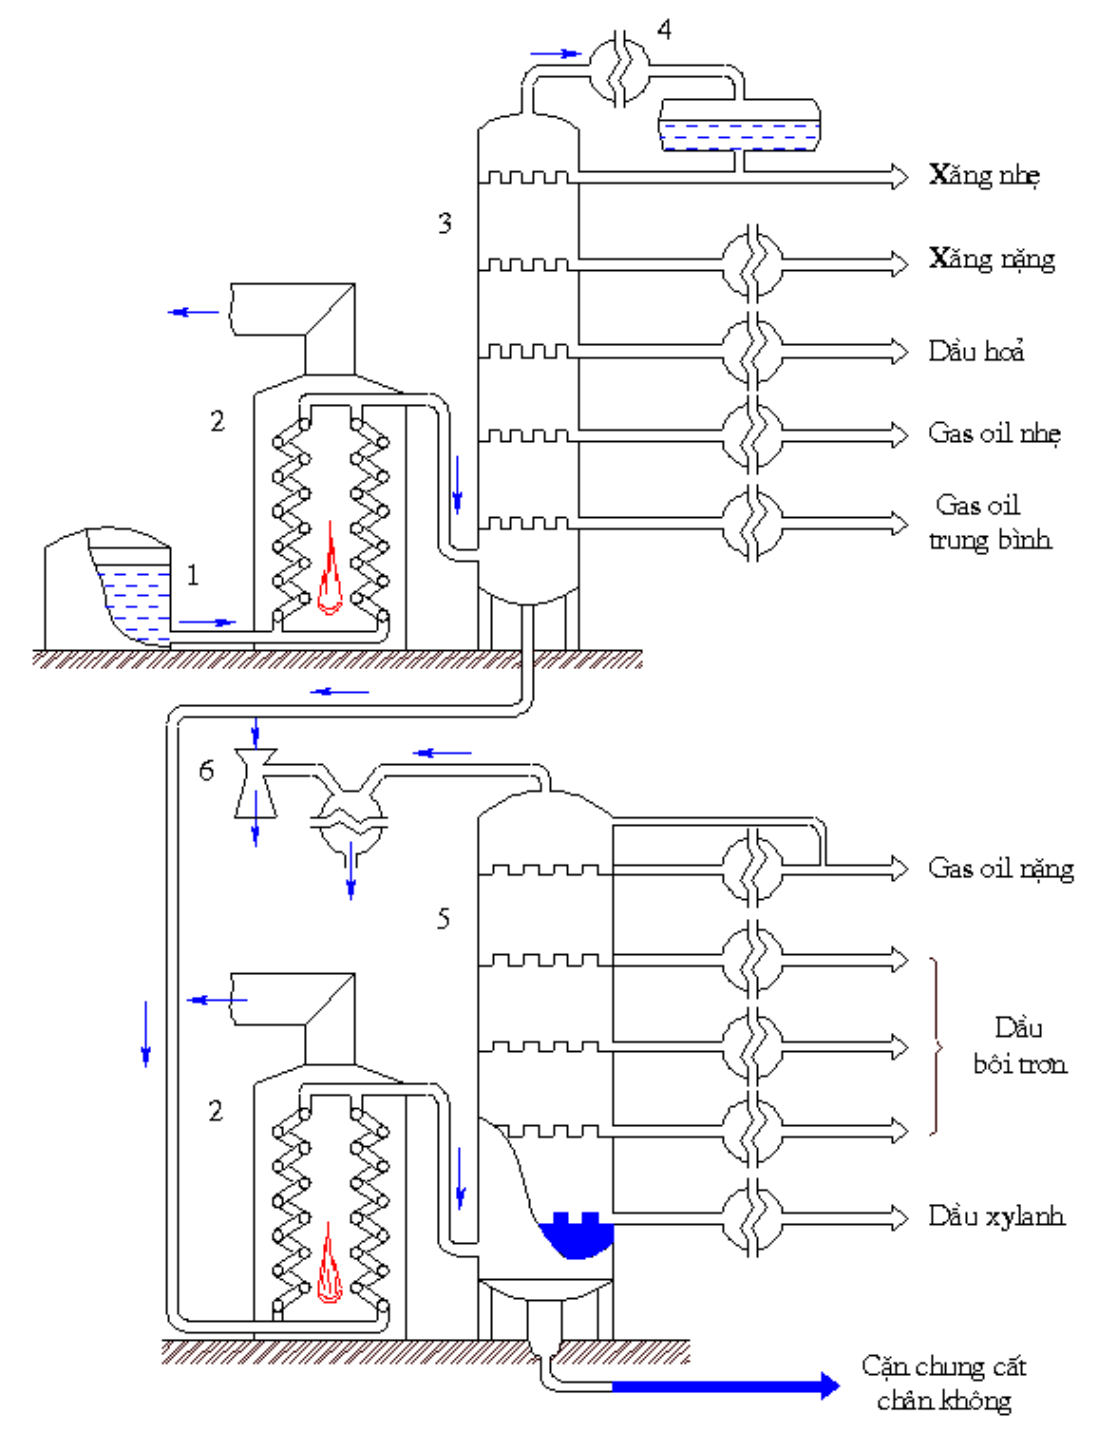 4
Xăng nhẹ
3
Xăng nặng
Dầu hoả
2
Gas oil nhẹ
Gas oil
trung bình
1
6
Gas oil nặng
5
Dầu
bôi trơn
2
Dầu xylanh
Cặn chưng cất
chân không